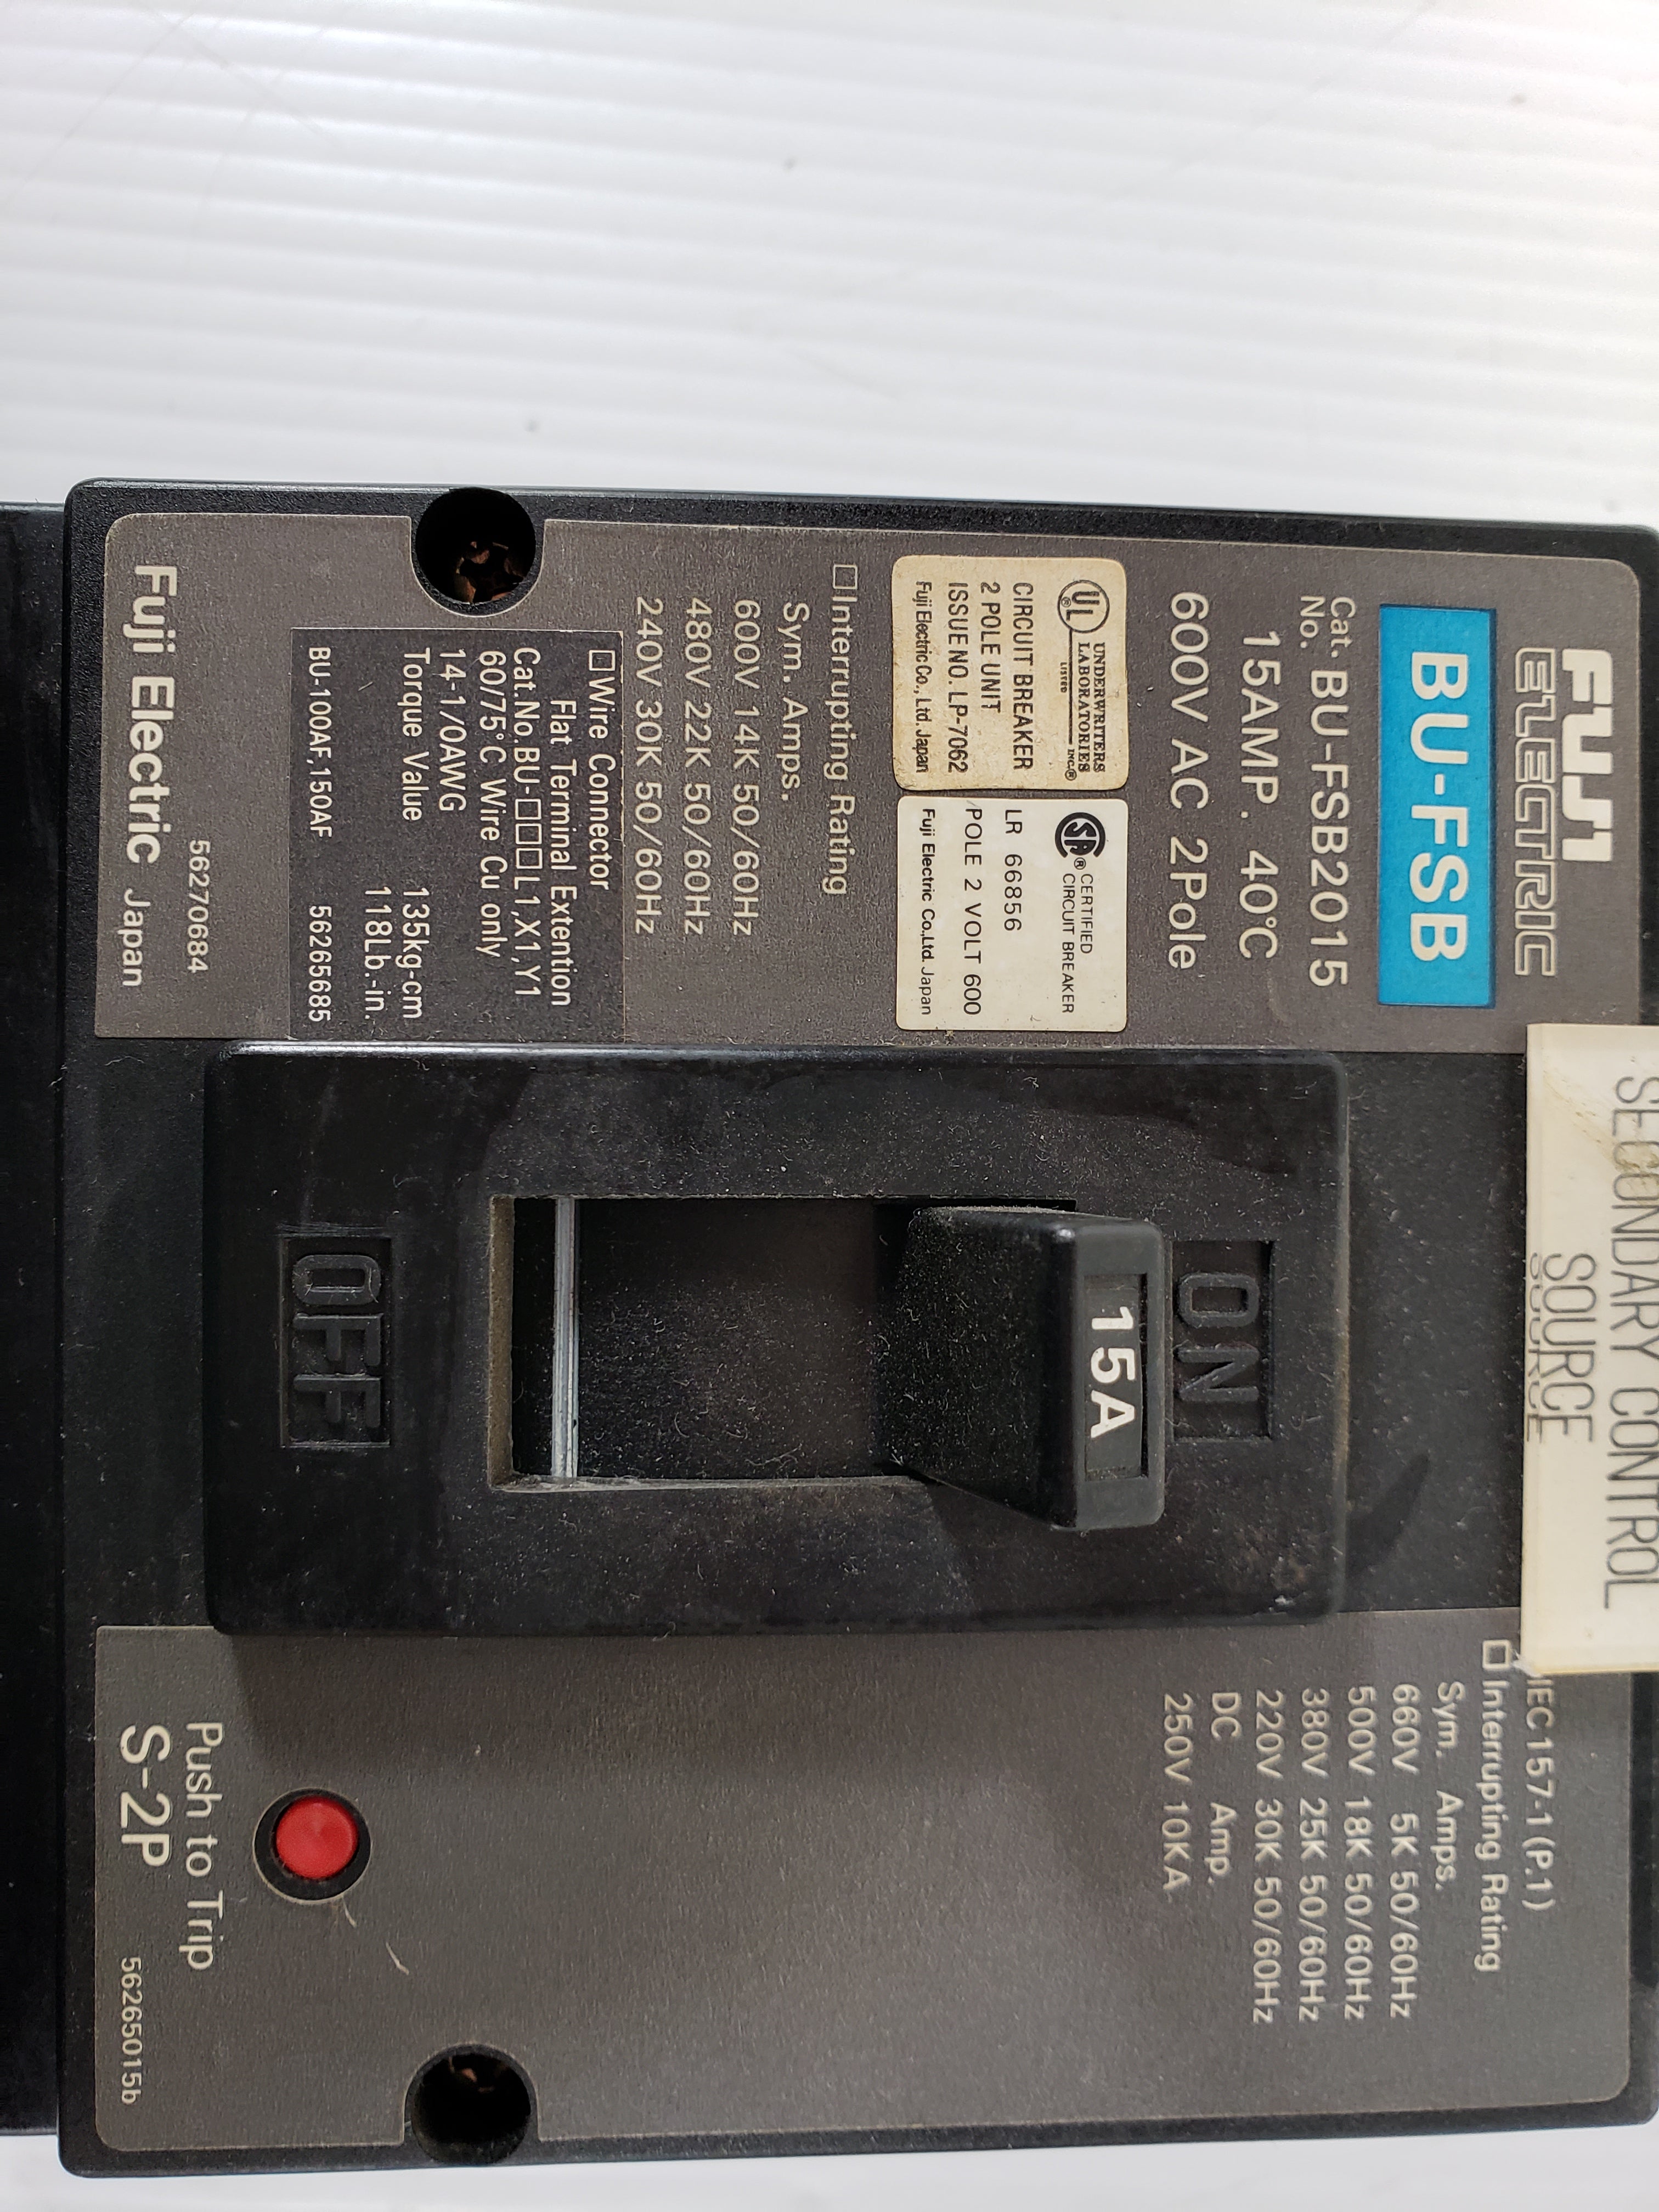 FUJI
ELECTRIC
BU-FSB
Cat. No. BU-FSB2015
15AMP. 40°C
600V AC 2Pole
UL® UNDERWRITERS
LABORATORIES INC.®
LISTED
CIRCUIT BREAKER
2 POLE UNIT
ISSUE NO. LP-7062
Fuji Electric Co., Ltd. Japan
SA® CERTIFIED
CIRCUIT BREAKER
LR 66856
POLE 2 VOLT 600
Fuji Electric Co.,Ltd. Japan
□Interrupting Rating
Sym. Amps.
600V 14K 50/60Hz
480V 22K 50/60Hz
240V 30K 50/60Hz
□Wire Connector
Flat Terminal Extention
Cat.No.BU-□□□L1,X1,Y1
60/75°C Wire Cu only
14-1/0AWG
Torque Value 135kg-cm
118Lb.-in.
BU-100AF,150AF 56265685
56270684
Fuji Electric Japan
SECONDARY CONTROL
SOURCE
ON
15A
OFF
IEC157-1 (P.1)
□Interrupting Rating
Sym. Amps.
660V 5K 50/60Hz
500V 18K 50/60Hz
380V 25K 50/60Hz
220V 30K 50/60Hz
DC Amp.
250V 10KA
Push to Trip
S-2P
56265015b